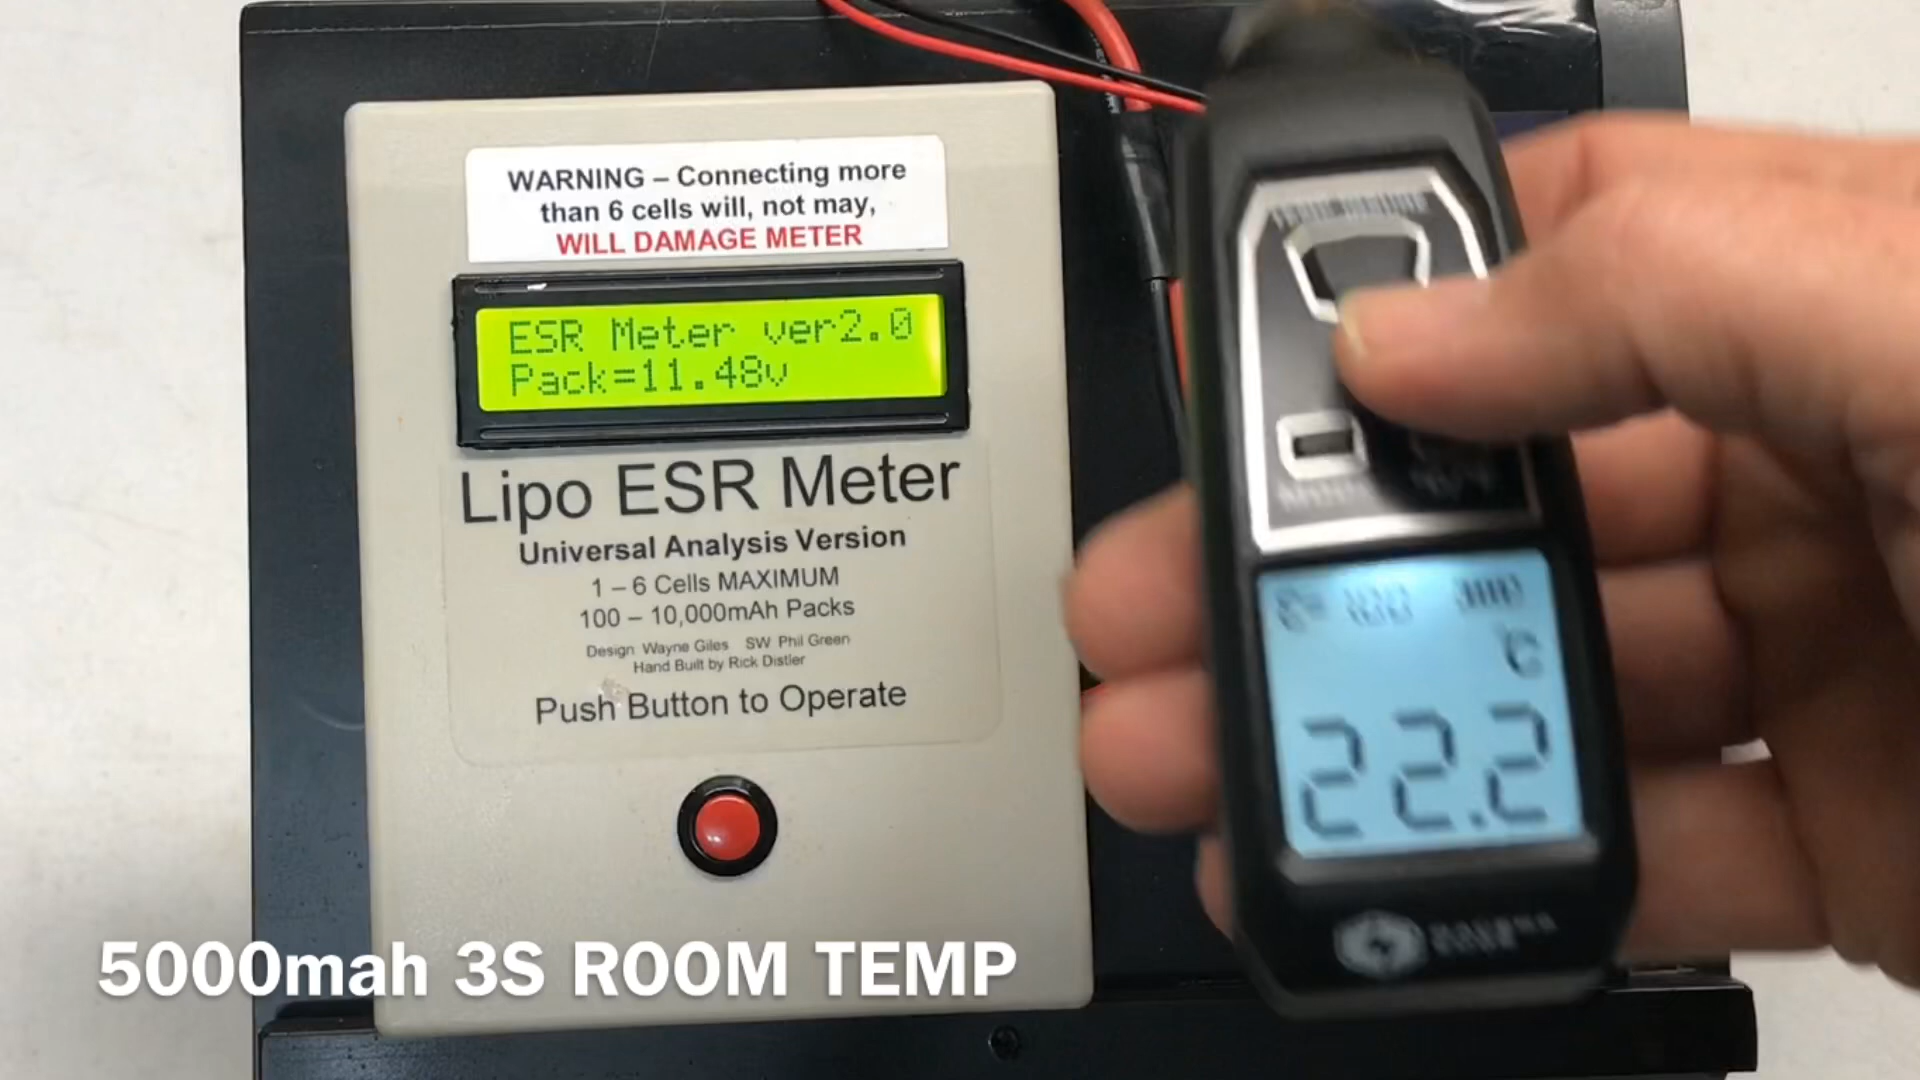 WARNING – Connecting more
than 6 cells will, not may,
WILL DAMAGE METER
ESR Meter ver2.0
Pack=11.48v
Lipo ESR Meter
Universal Analysis Version
1 – 6 Cells MAXIMUM
100 – 10,000mAh Packs
Design Wayne Giles SW Phil Green
Hand Built by Rick Distler
Push Button to Operate
°C
22.2
5000mah 3S ROOM TEMP